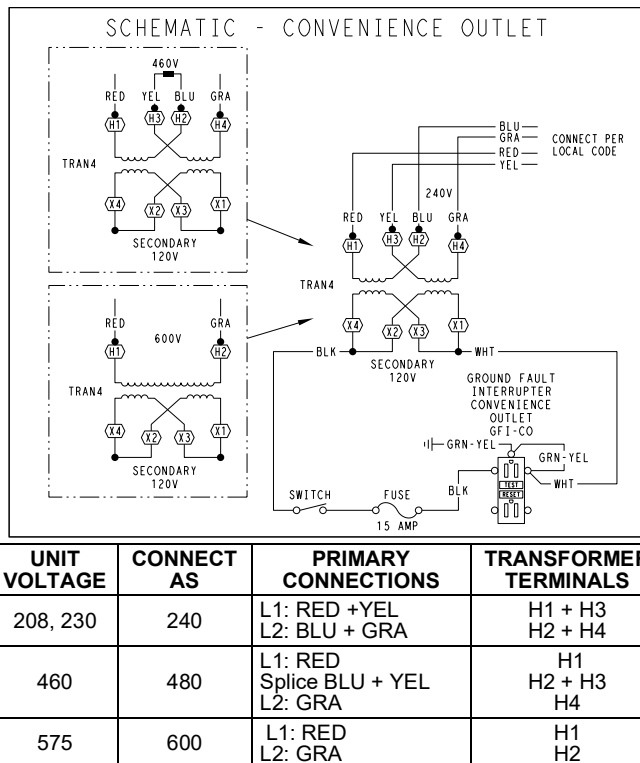 SCHEMATIC - CONVENIENCE OUTLET
460V
RED YEL BLU GRA
H1 H3 H2 H4
TRAN4
X4 X2 X3 X1
SECONDARY
120V
RED GRA
600V
H1 H2
TRAN4
X4 X2 X3 X1
SECONDARY
120V
BLU
GRA
RED
YEL
CONNECT PER
LOCAL CODE
240V
RED YEL BLU GRA
H1 H3 H2 H4
TRAN4
X4 X2 X3 X1
BLK WHT
SECONDARY
120V
GROUND FAULT
INTERRUPTER
CONVENIENCE
OUTLET
GFI-CO
GRN-YEL
GRN-YEL
WHT
BLK
TEST
RESET
SWITCH
FUSE
15 AMP
UNIT VOLTAGE CONNECT AS PRIMARY CONNECTIONS TRANSFORMER TERMINALS
208, 230 240 L1: RED +YEL H1 + H3
L2: BLU + GRA H2 + H4
460 480 L1: RED H1
Splice BLU + YEL H2 + H3
L2: GRA H4
575 600 L1: RED H1
L2: GRA H2